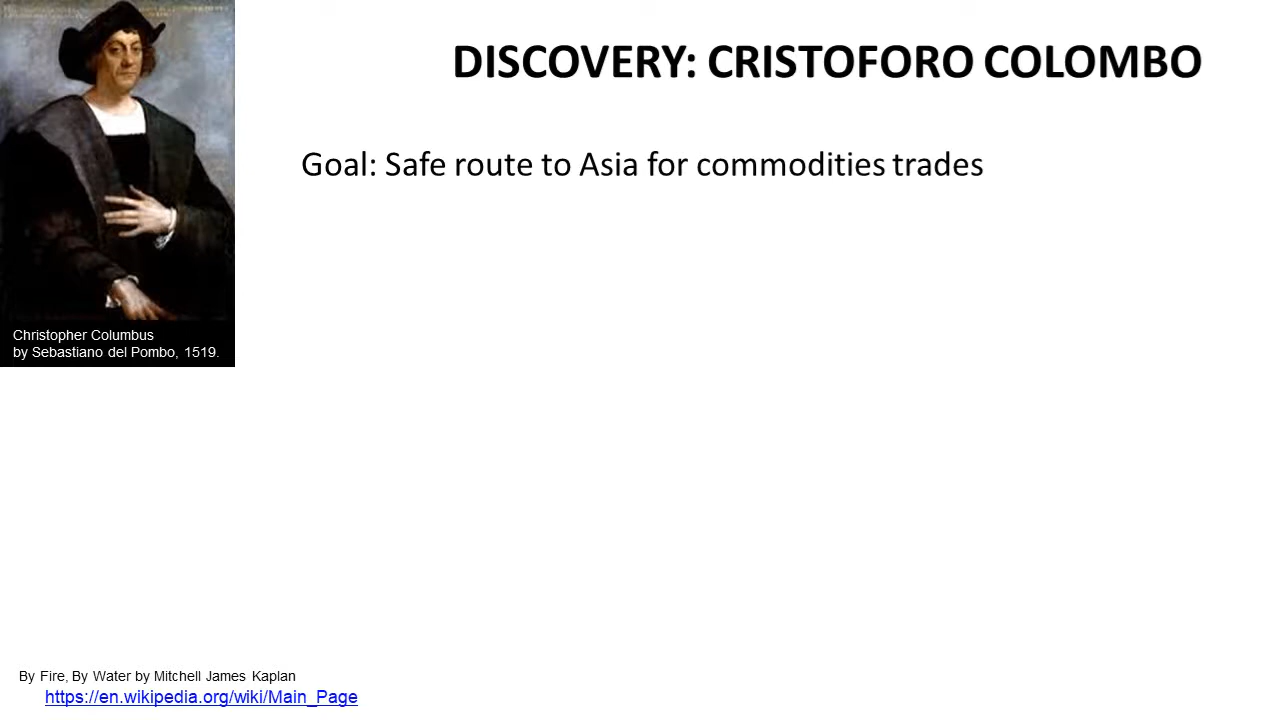 DISCOVERY: CRISTOFORO COLOMBO
Goal: Safe route to Asia for commodities trades
Christopher Columbus
by Sebastiano del Pombo, 1519.
By Fire, By Water by Mitchell James Kaplan
https://en.wikipedia.org/wiki/Main_Page